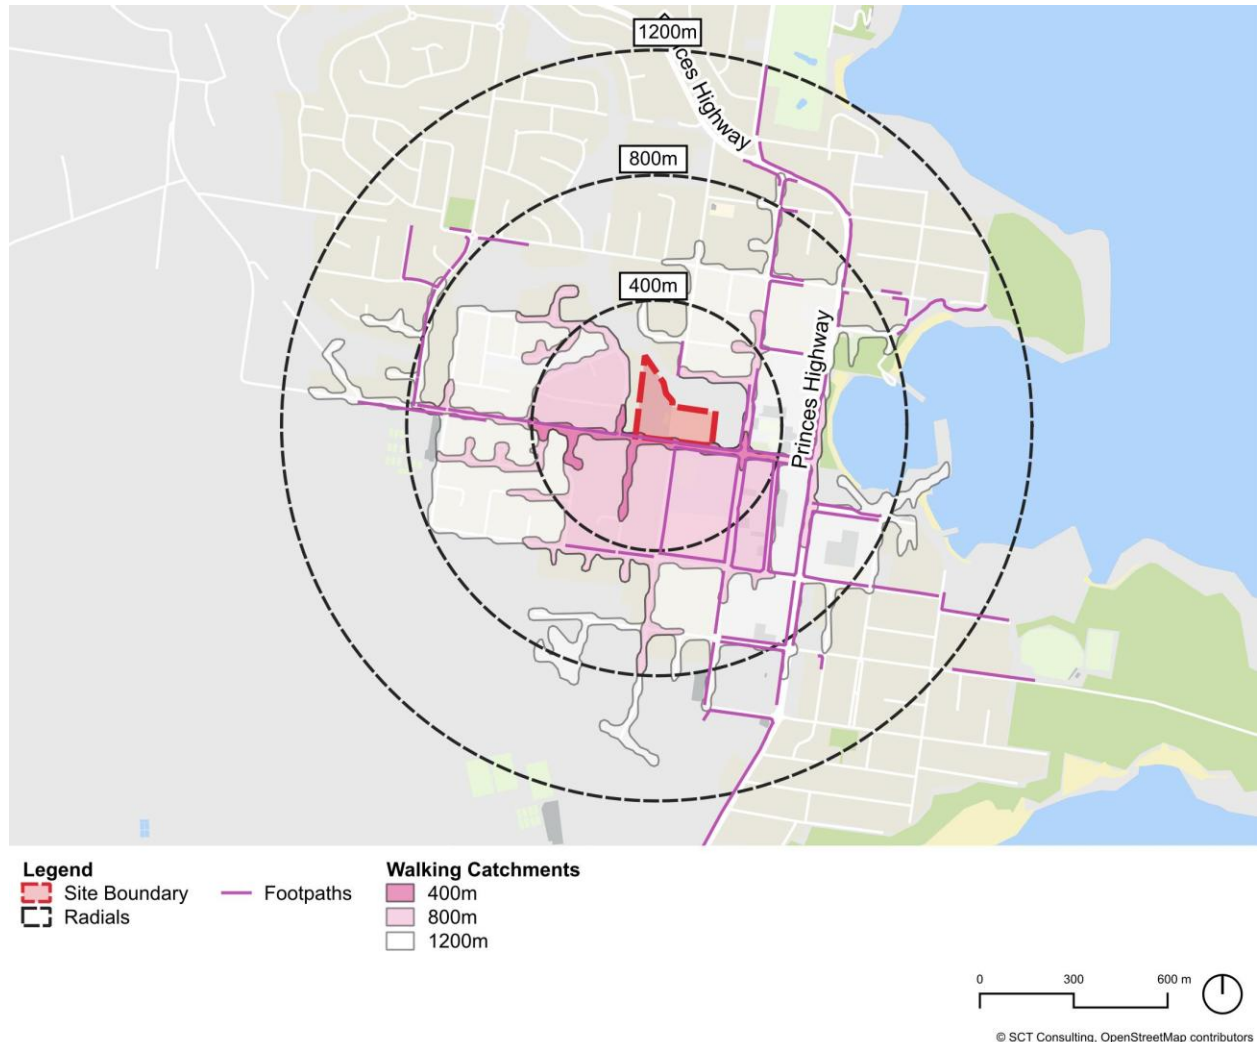 1200m
ces Highway
800m
400m
Princes Highway
Legend
Site Boundary
Radials
Footpaths
Walking Catchments
400m
800m
1200m
0 300 600 m
© SCT Consulting, OpenStreetMap contributors